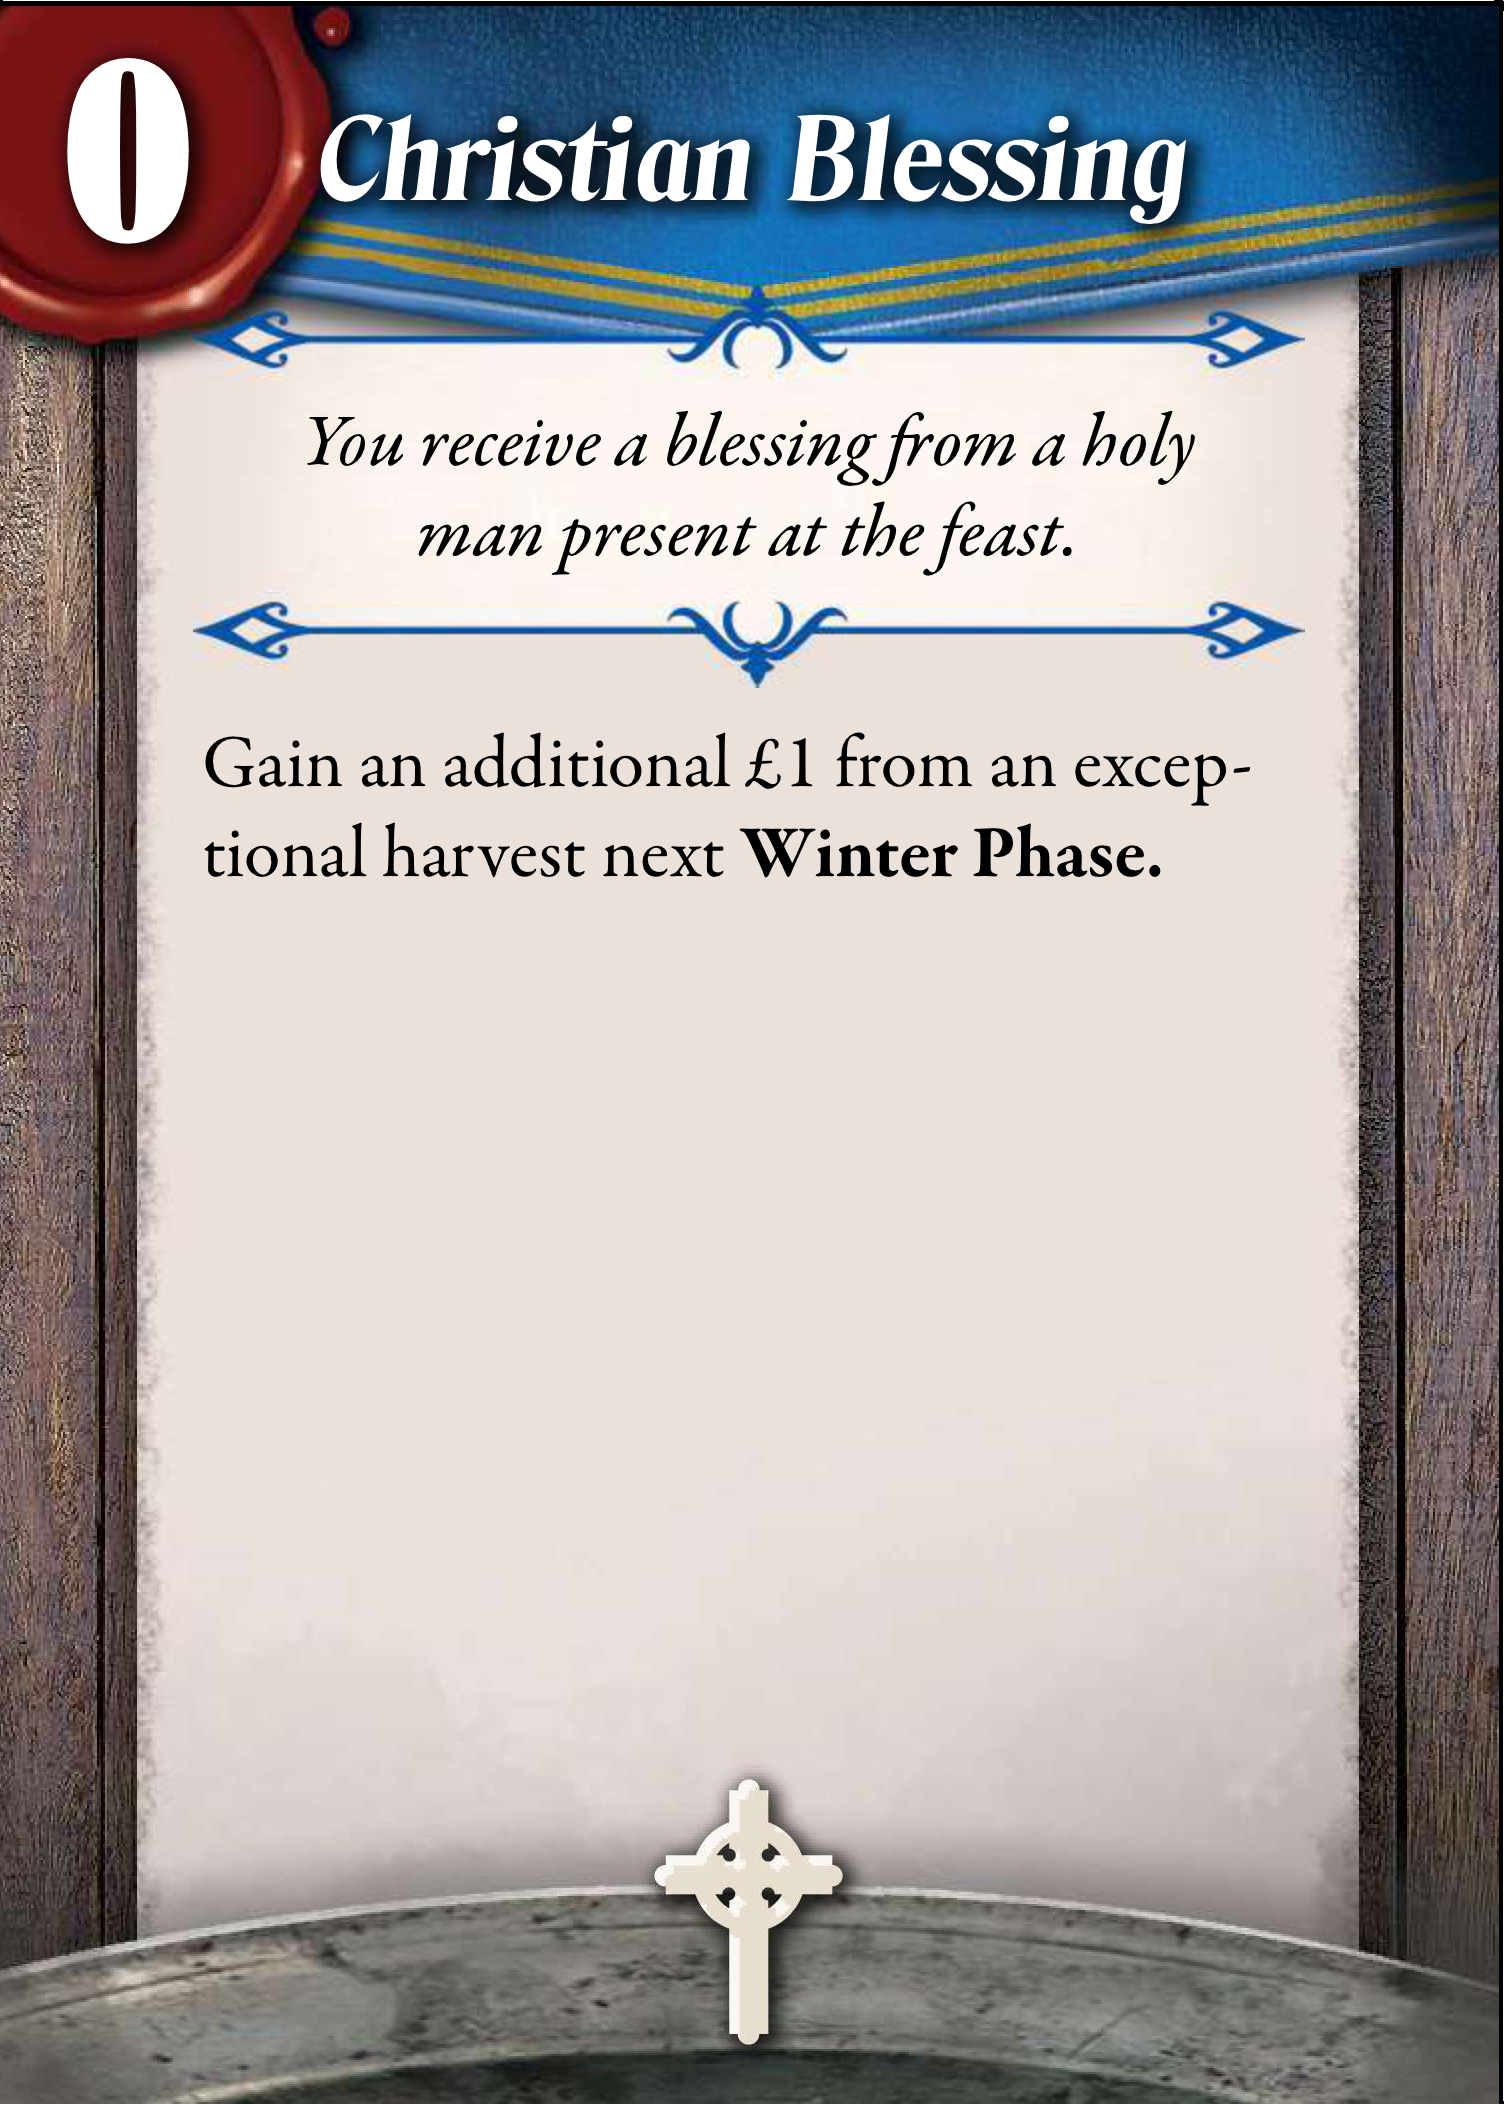 0
Christian Blessing
You receive a blessing from a holy
man present at the feast.
Gain an additional £1 from an excep-
tional harvest next Winter Phase.